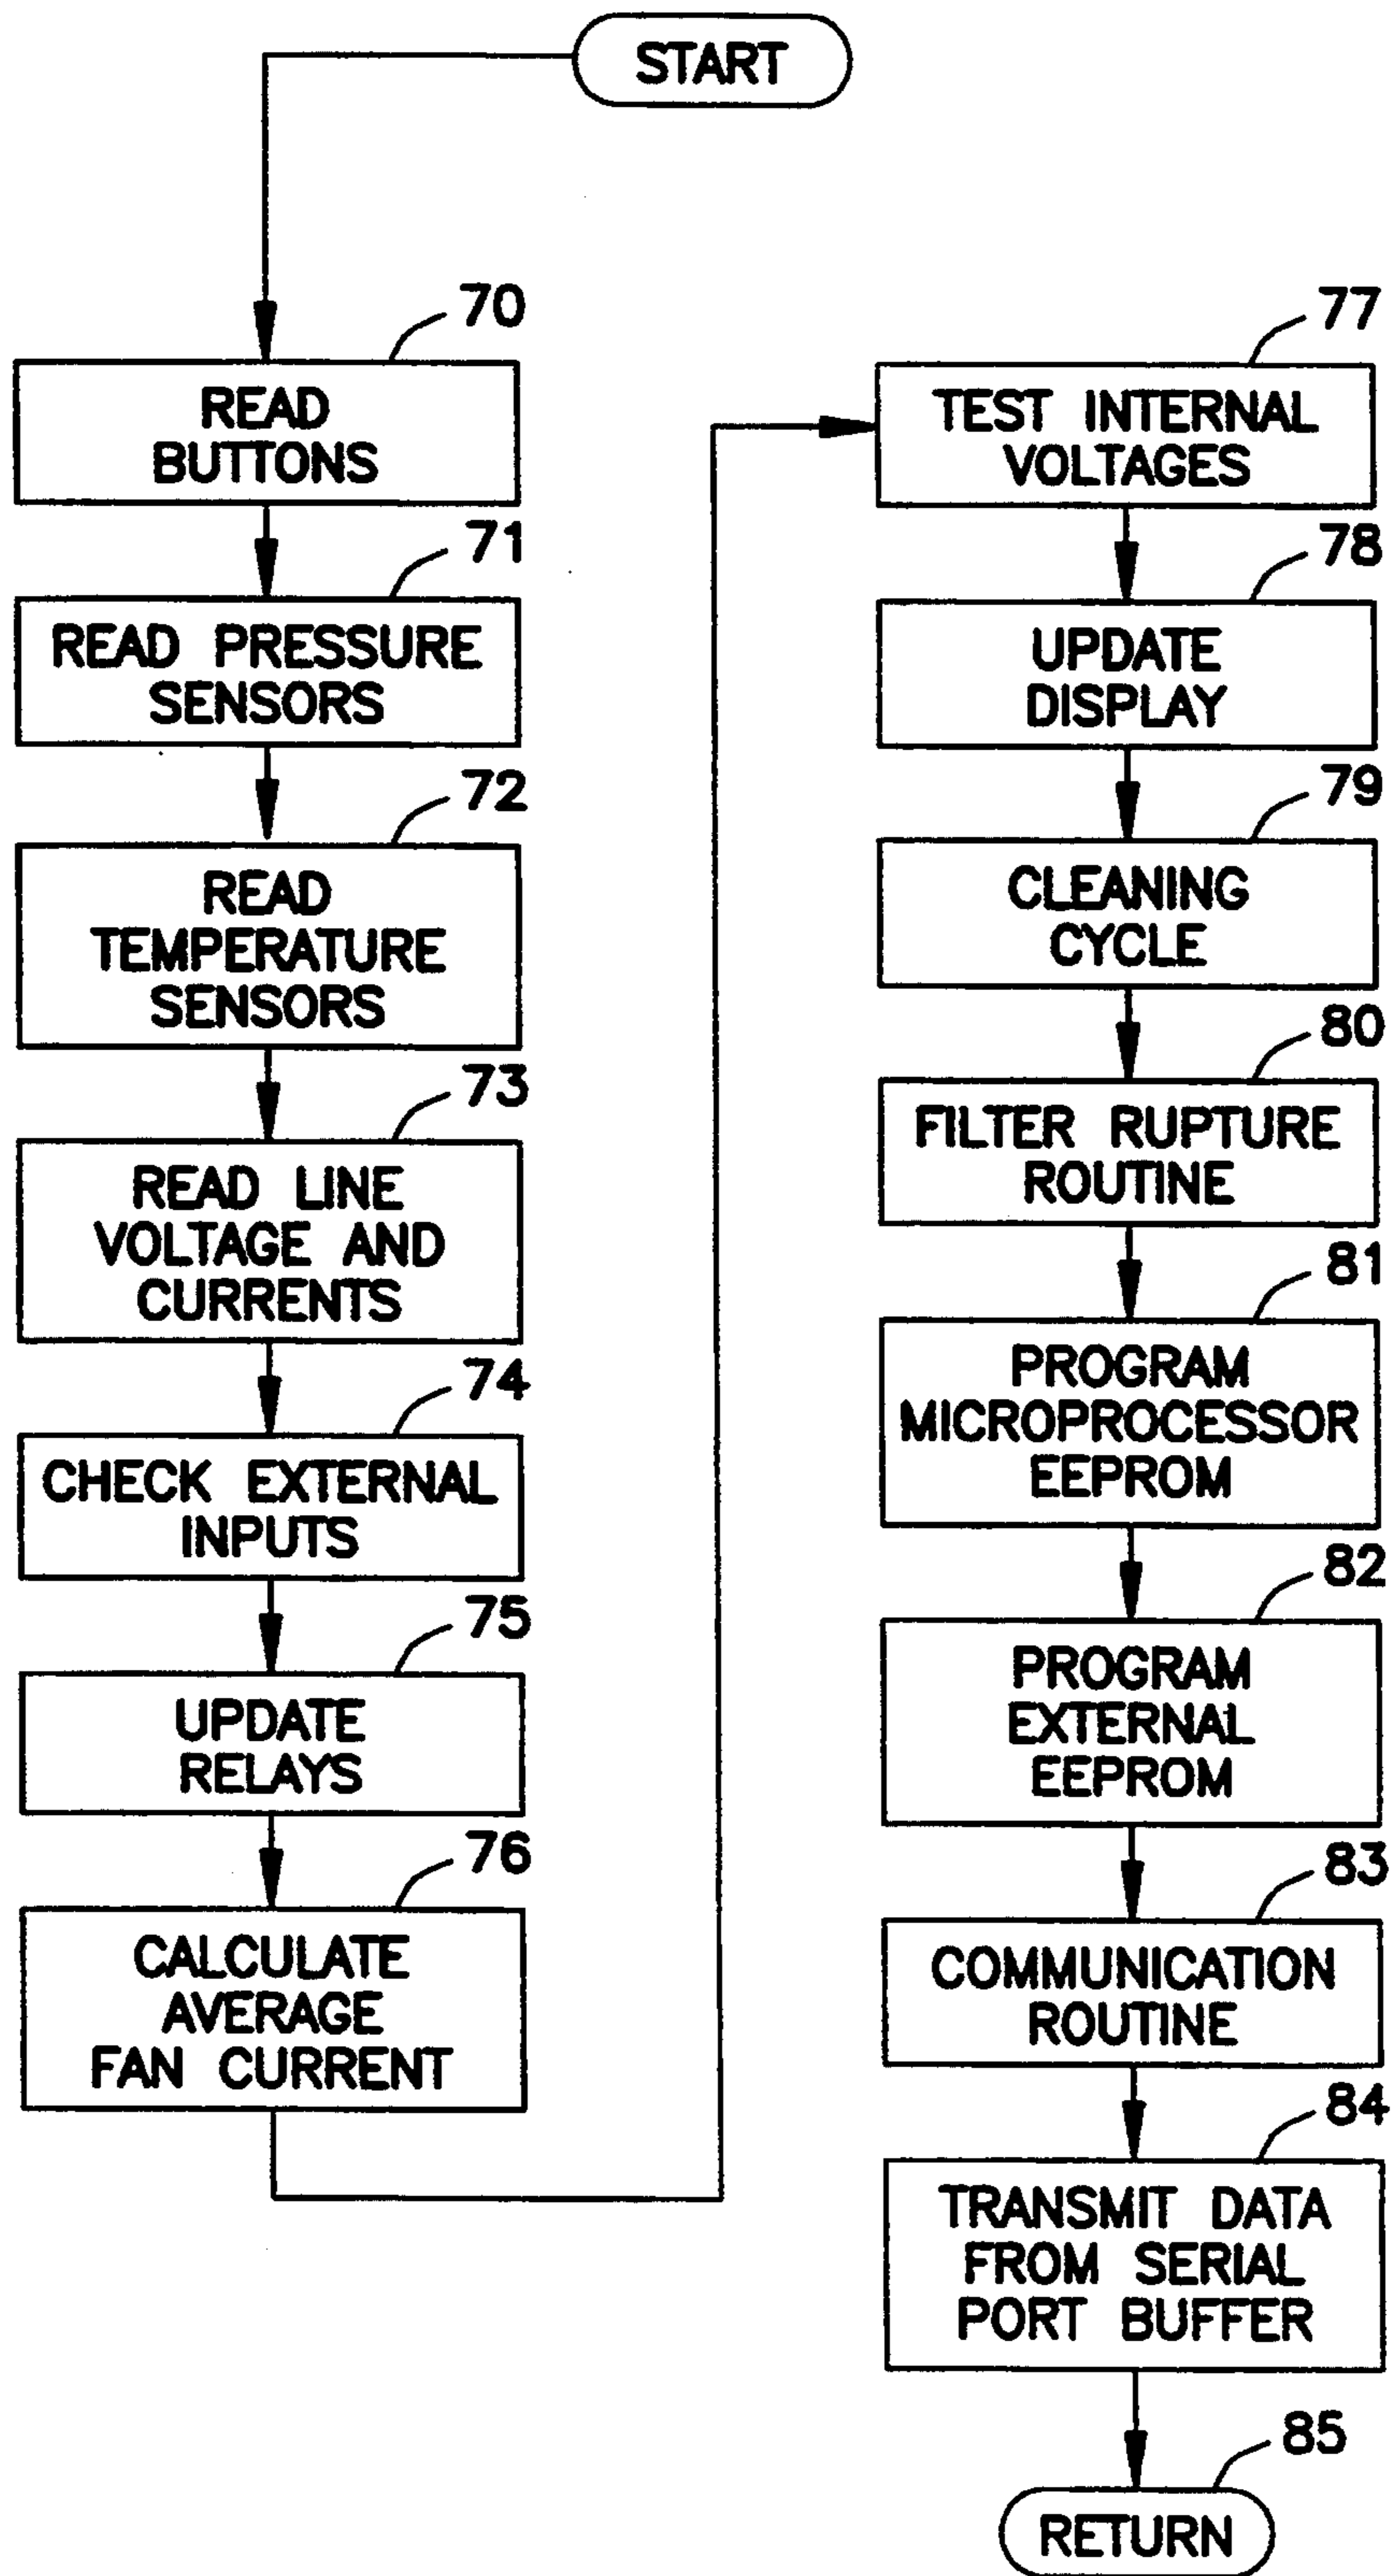 START
70
READ
BUTTONS
71
READ PRESSURE
SENSORS
72
READ
TEMPERATURE
SENSORS
73
READ LINE
VOLTAGE AND
CURRENTS
74
CHECK EXTERNAL
INPUTS
75
UPDATE
RELAYS
76
CALCULATE
AVERAGE
FAN CURRENT
77
TEST INTERNAL
VOLTAGES
78
UPDATE
DISPLAY
79
CLEANING
CYCLE
80
FILTER RUPTURE
ROUTINE
81
PROGRAM
MICROPROCESSOR
EEPROM
82
PROGRAM
EXTERNAL
EEPROM
83
COMMUNICATION
ROUTINE
84
TRANSMIT DATA
FROM SERIAL
PORT BUFFER
85
RETURN